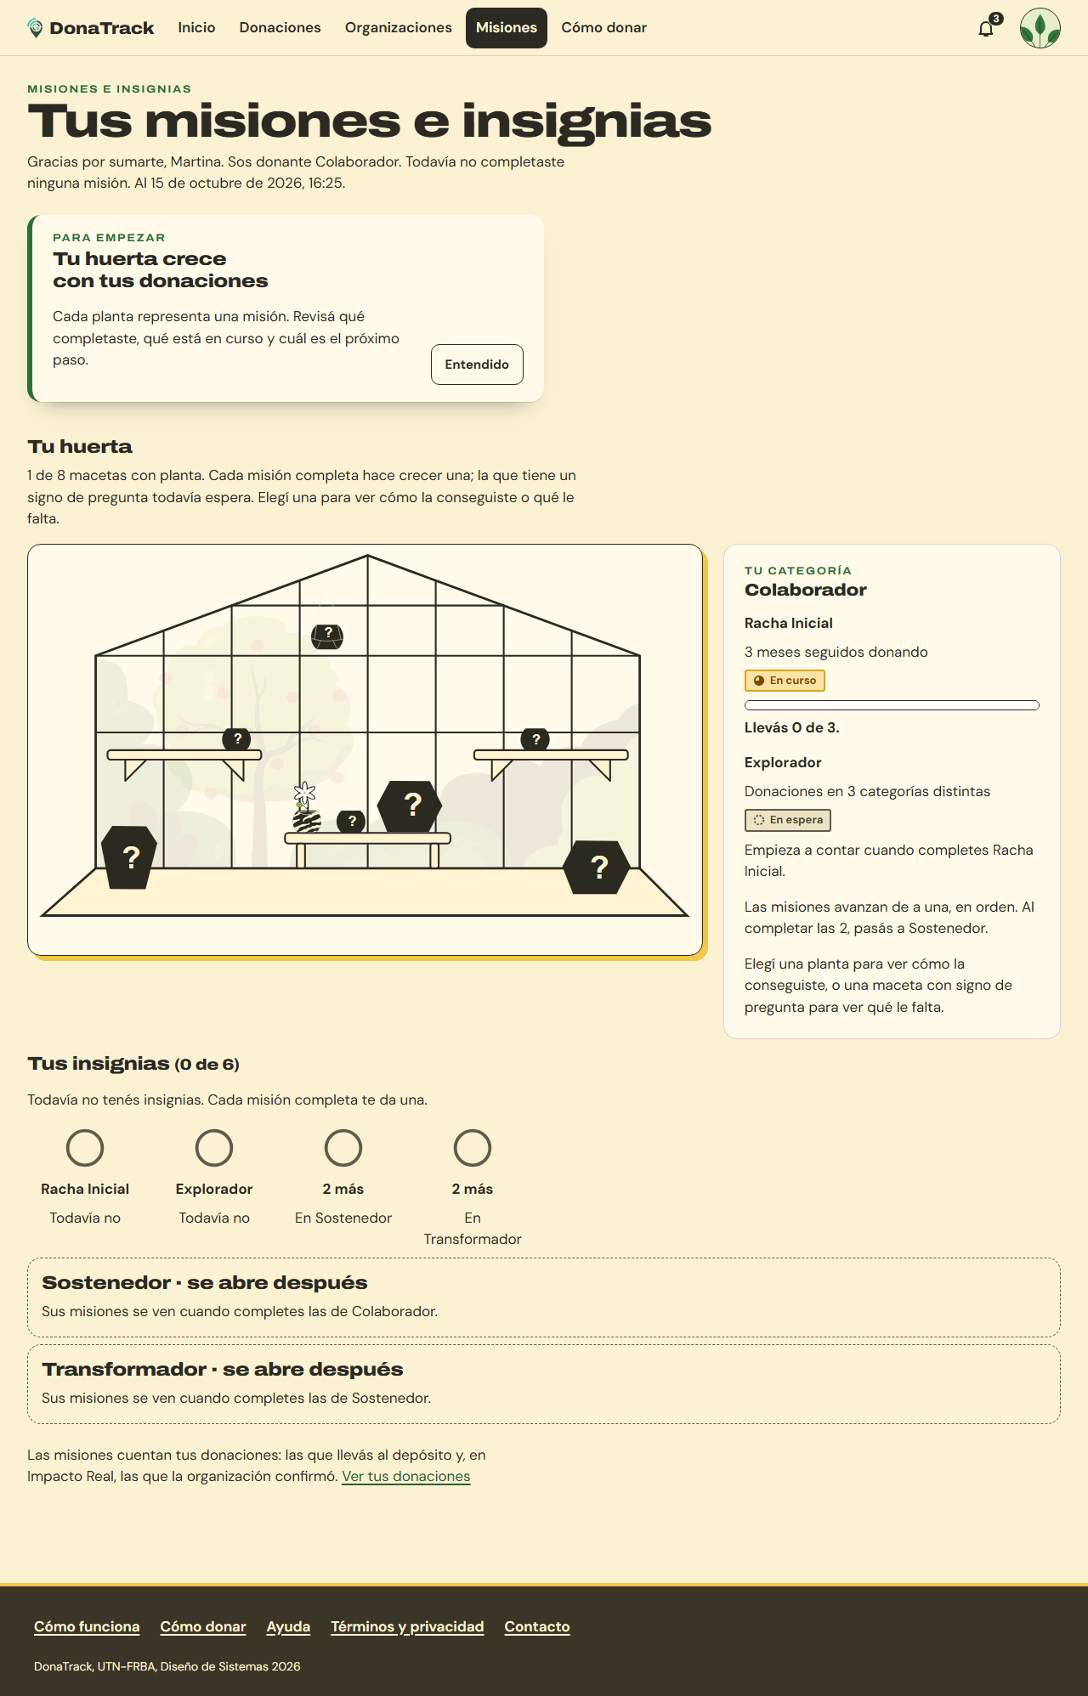 DonaTrack
Inicio
Donaciones
Organizaciones
Misiones
Cómo donar
3
MISIONES E INSIGNIAS
Tus misiones e insignias
Gracias por sumarte, Martina. Sos donante Colaborador. Todavía no completaste
ninguna misión. Al 15 de octubre de 2026, 16:25.
PARA EMPEZAR
Tu huerta crece
con tus donaciones
Cada planta representa una misión. Revisá qué
completaste, qué está en curso y cuál es el próximo
paso.
Entendido
Tu huerta
1 de 8 macetas con planta. Cada misión completa hace crecer una; la que tiene un
signo de pregunta todavía espera. Elegí una para ver cómo la conseguiste o qué le
falta.
?
?
?
?
?
?
?
TU CATEGORÍA
Colaborador
Racha Inicial
3 meses seguidos donando
En curso
Llevás 0 de 3.
Explorador
Donaciones en 3 categorías distintas
En espera
Empieza a contar cuando completes Racha
Inicial.
Las misiones avanzan de a una, en orden. Al
completar las 2, pasás a Sostenedor.
Elegí una planta para ver cómo la
conseguiste, o una maceta con signo de
pregunta para ver qué le falta.
Tus insignias (0 de 6)
Todavía no tenés insignias. Cada misión completa te da una.
Racha Inicial
Todavía no
Explorador
Todavía no
2 más
En Sostenedor
2 más
En
Transformador
Sostenedor · se abre después
Sus misiones se ven cuando completes las de Colaborador.
Transformador · se abre después
Sus misiones se ven cuando completes las de Sostenedor.
Las misiones cuentan tus donaciones: las que llevás al depósito y, en
Impacto Real, las que la organización confirmó. Ver tus donaciones
Cómo funciona
Cómo donar
Ayuda
Términos y privacidad
Contacto
DonaTrack, UTN-FRBA, Diseño de Sistemas 2026